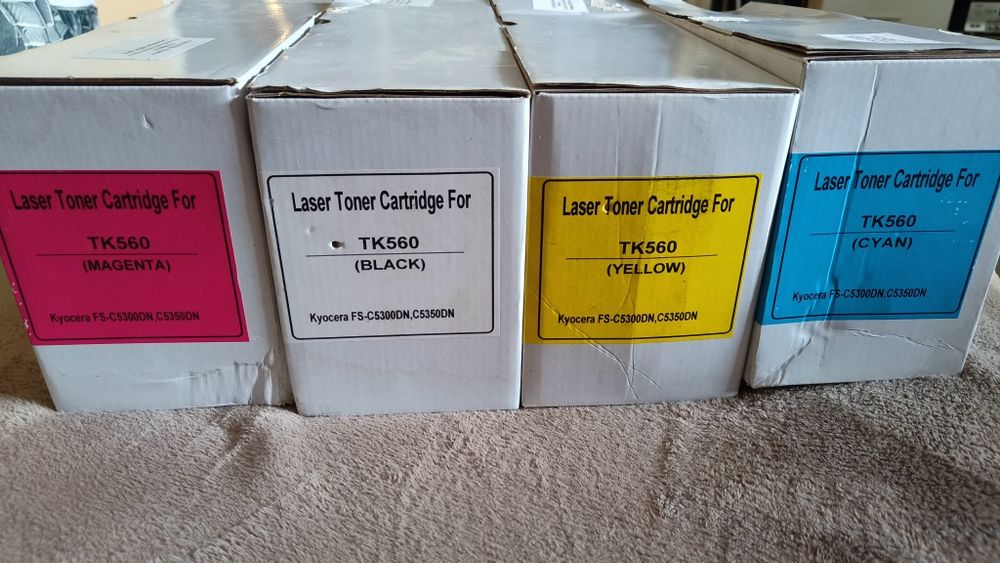 Laser Toner Cartridge For
TK560
(MAGENTA)
Kyocera FS-C5300DN,C5350DN
Laser Toner Cartridge For
TK560
(BLACK)
Kyocera FS-C5300DN,C5350DN
Laser Toner Cartridge For
TK560
(YELLOW)
Kyocera FS-C5300DN,C5350DN
Laser Toner Cartridge For
TK560
(CYAN)
Kyocera FS-C5300DN,C5350DN